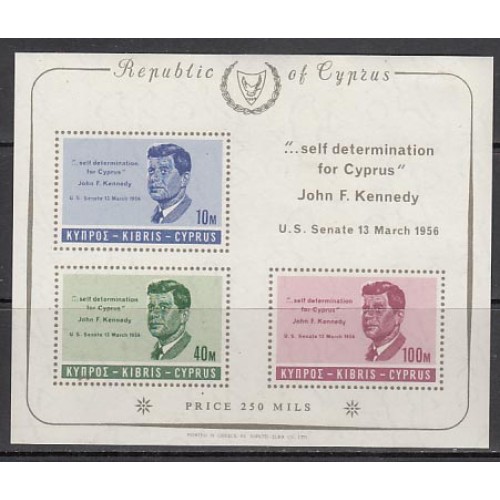 Republic of Cyprus
"...self determination
for Cyprus"
John F. Kennedy
U. S. Senate 13 March 1956
10M
ΚΥΠΡΟΣ – KIBRIS – CYPRUS
"...self determination
for Cyprus"
John F. Kennedy
U. S. Senate 13 March 1956
"...self determination
for Cyprus"
John F. Kennedy
U. S. Senate 13 March 1956
40M
ΚΥΠΡΟΣ – KIBRIS – CYPRUS
"...self determination
for Cyprus"
John F. Kennedy
U. S. Senate 13 March 1956
100M
ΚΥΠΡΟΣ – KIBRIS – CYPRUS
PRICE 250 MILS